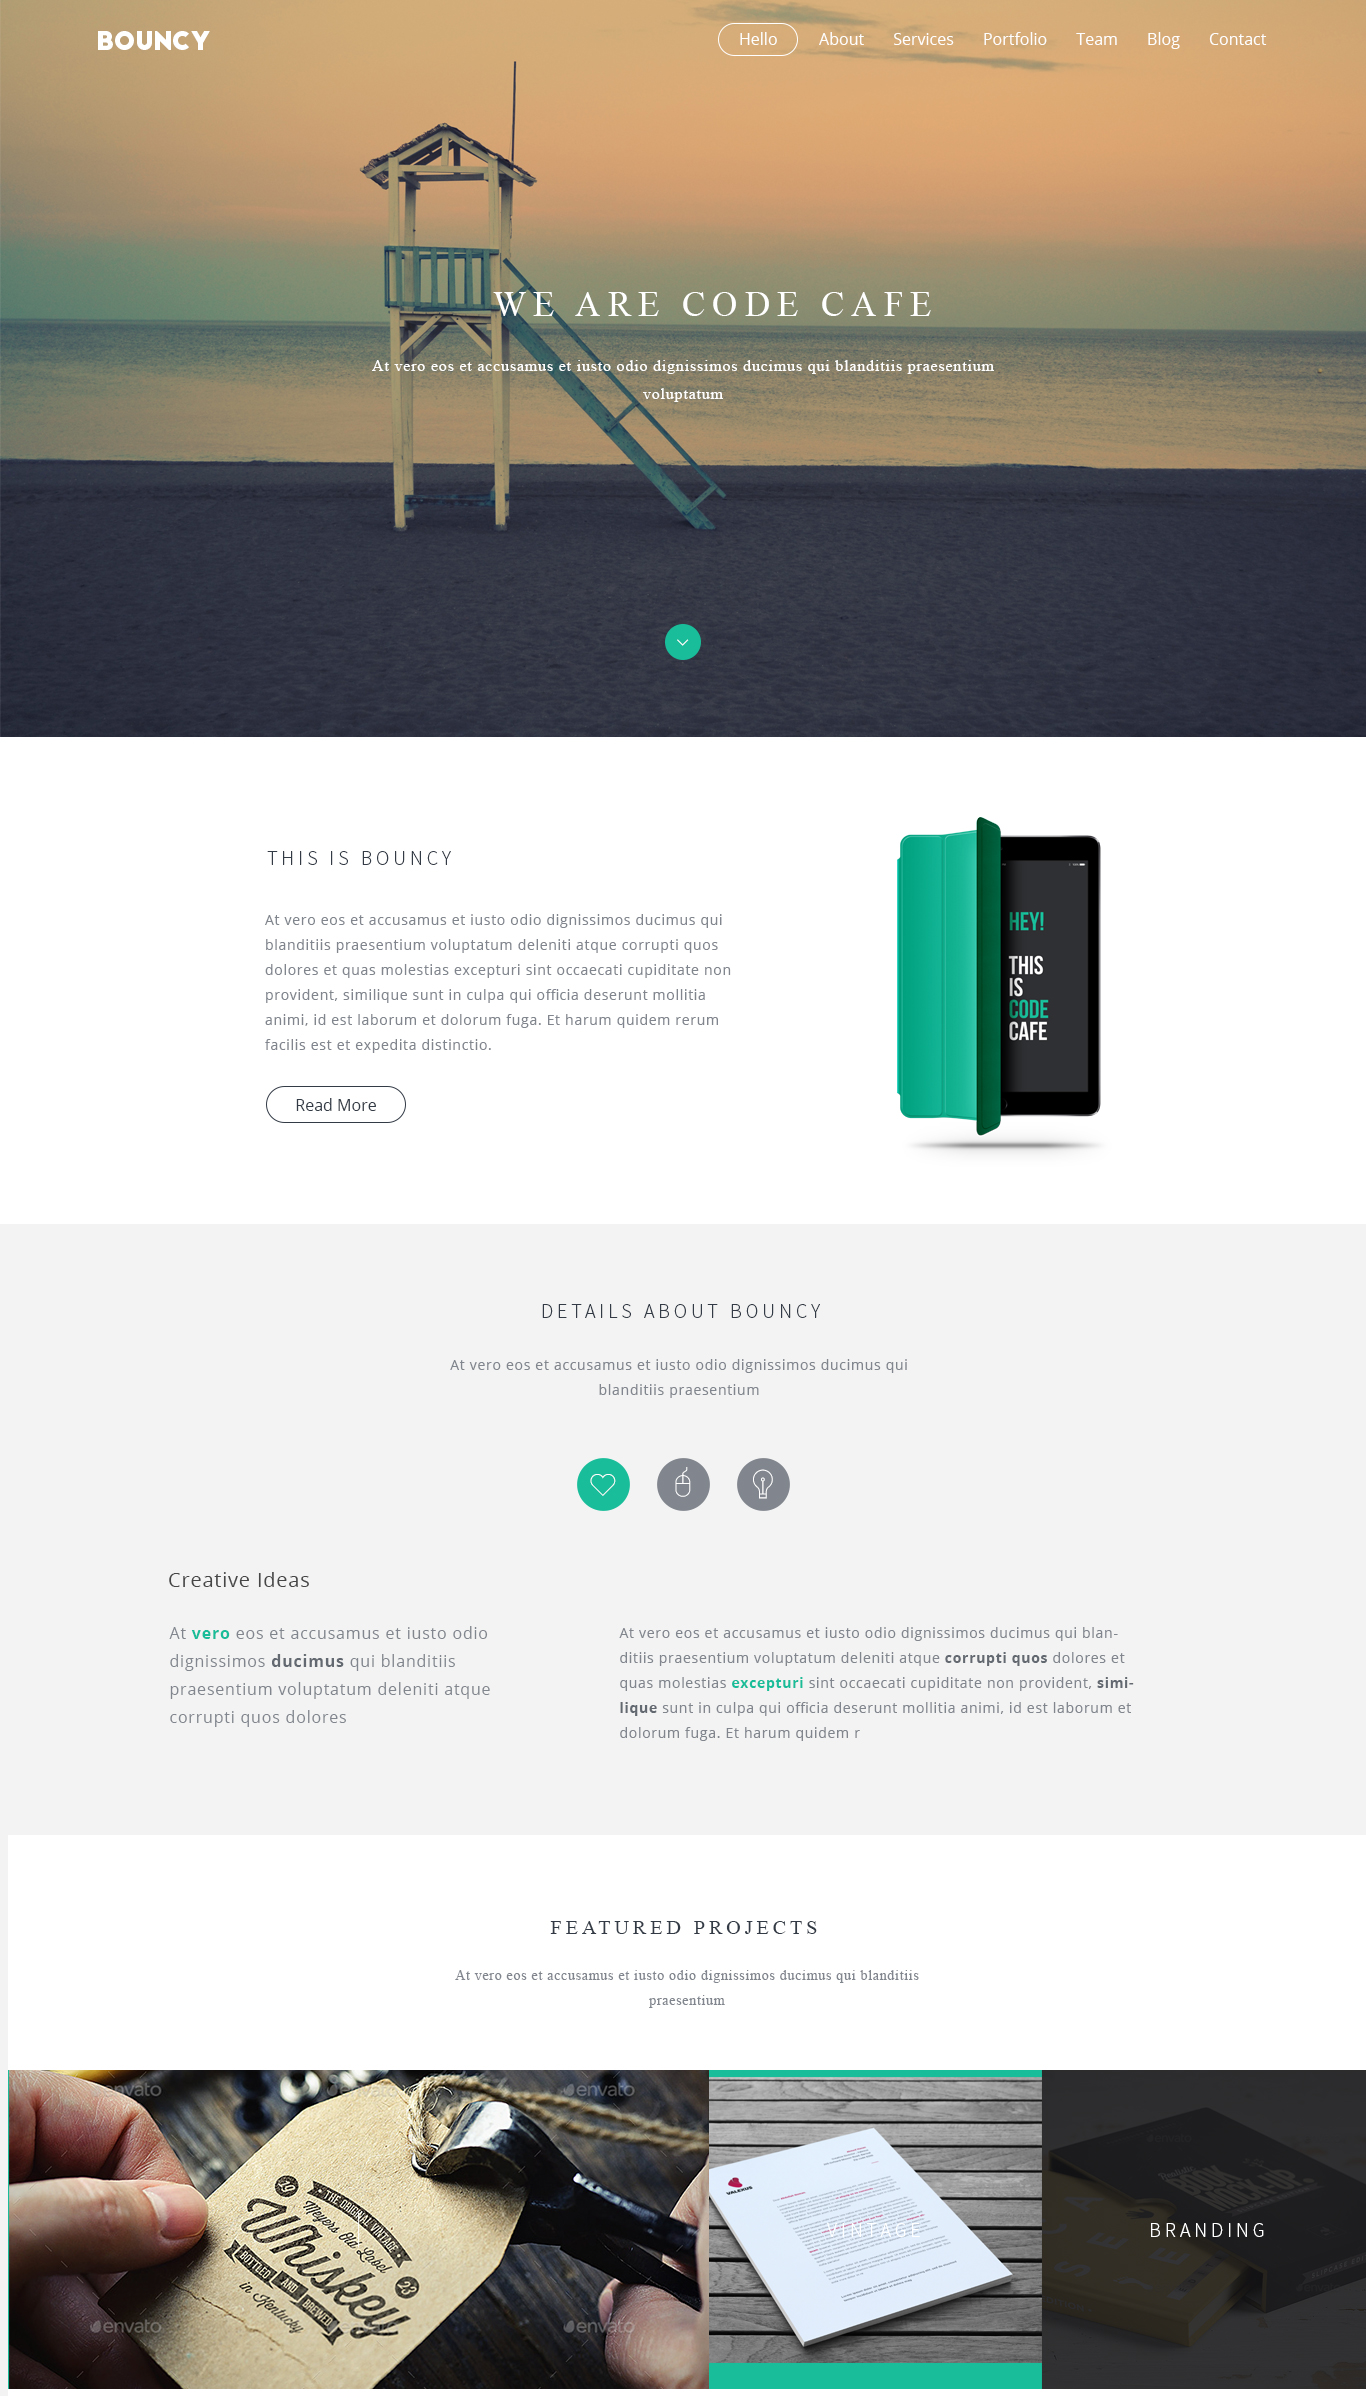 BOUNCY
Hello About Services Portfolio Team Blog Contact
WE ARE CODE CAFE
At vero eos et accusamus et iusto odio dignissimos ducimus qui blanditiis praesentium
voluptatum
THIS IS BOUNCY
At vero eos et accusamus et iusto odio dignissimos ducimus qui
blanditiis praesentium voluptatum deleniti atque corrupti quos
dolores et quas molestias excepturi sint occaecati cupiditate non
provident, similique sunt in culpa qui officia deserunt mollitia
animi, id est laborum et dolorum fuga. Et harum quidem rerum
facilis est et expedita distinctio.
Read More
HEY!
THIS
IS
CODE
CAFE
DETAILS ABOUT BOUNCY
At vero eos et accusamus et iusto odio dignissimos ducimus qui
blanditiis praesentium
Creative Ideas
At vero eos et accusamus et iusto odio
dignissimos ducimus qui blanditiis
praesentium voluptatum deleniti atque
corrupti quos dolores
At vero eos et accusamus et iusto odio dignissimos ducimus qui blan-
ditiis praesentium voluptatum deleniti atque corrupti quos dolores et
quas molestias excepturi sint occaecati cupiditate non provident, simi-
lique sunt in culpa qui officia deserunt mollitia animi, id est laborum et
dolorum fuga. Et harum quidem r
FEATURED PROJECTS
At vero eos et accusamus et iusto odio dignissimos ducimus qui blanditiis
praesentium
envato
envato
envato
19
THE ORIGINAL VINTAGE
Meyers Old Label
Whiskey
23
BOTTLED AND BREWED
in Kentucky
envato
envato
VALEXUS
VINTAGE
BRANDING